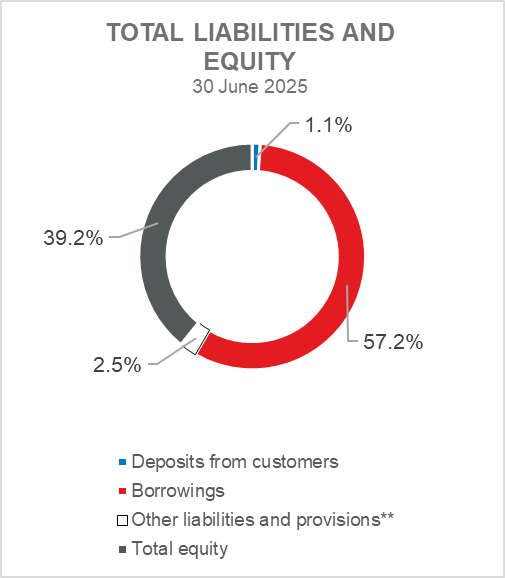 TOTAL LIABILITIES AND
EQUITY
30 June 2025
1.1%
39.2%
57.2%
2.5%
Deposits from customers
Borrowings
Other liabilities and provisions**
Total equity